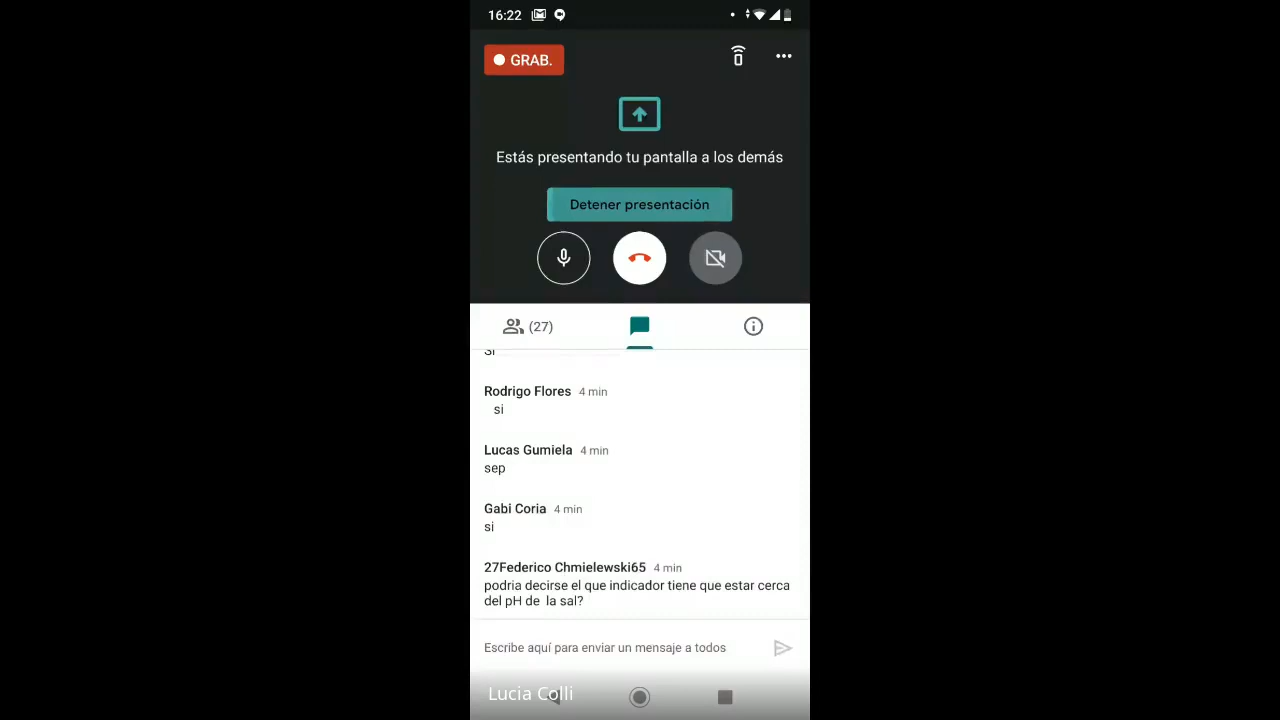 16:22
GRAB.
Estás presentando tu pantalla a los demás
Detener presentación
(27)
Si
Rodrigo Flores 4 min
si
Lucas Gumiela 4 min
sep
Gabi Coria 4 min
si
27Federico Chmielewski65 4 min
podria decirse el que indicador tiene que estar cerca
del pH de la sal?
Escribe aquí para enviar un mensaje a todos
Lucia Colli